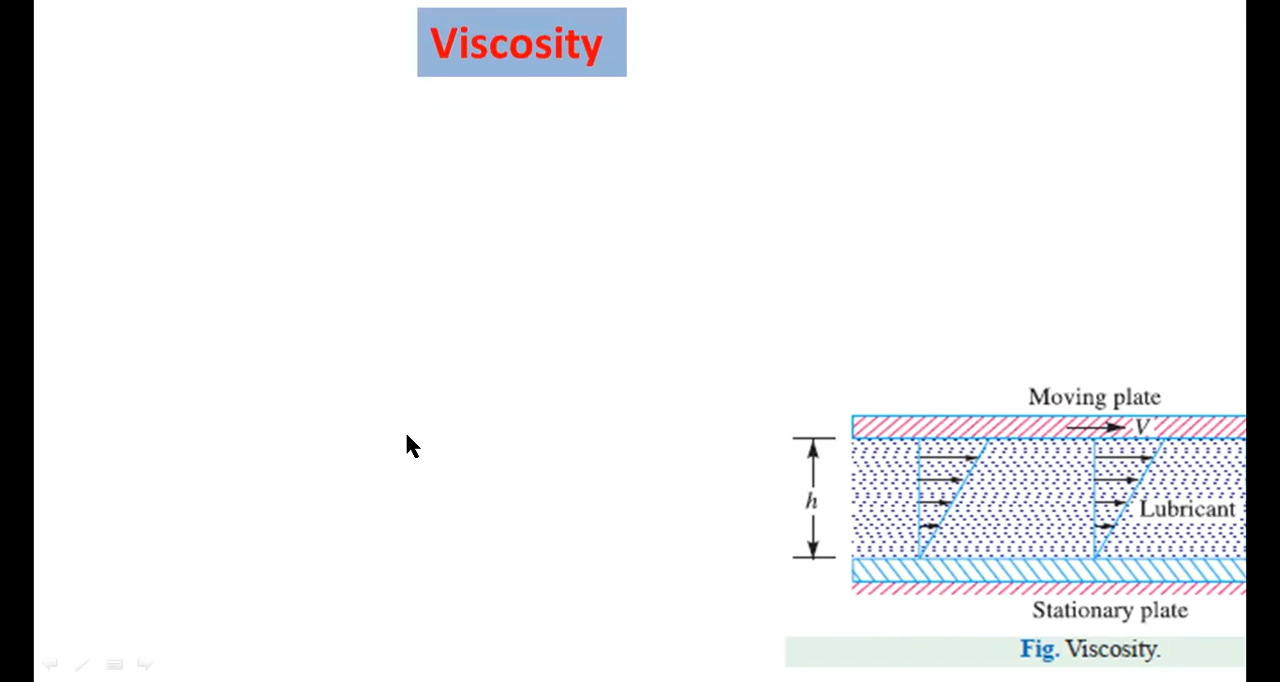 Viscosity
Moving plate
V
h
Lubricant
Stationary plate
Fig. Viscosity.